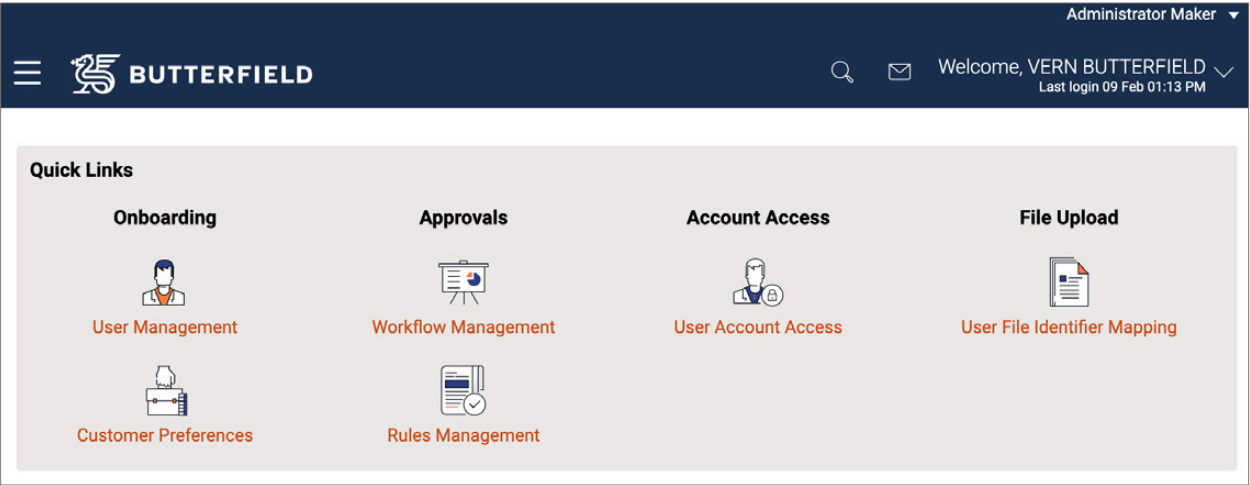 Administrator Maker
BUTTERFIELD
Welcome, VERN BUTTERFIELD
Last login 09 Feb 01:13 PM
Quick Links
Onboarding
Approvals
Account Access
File Upload
User Management
Workflow Management
User Account Access
User File Identifier Mapping
Customer Preferences
Rules Management